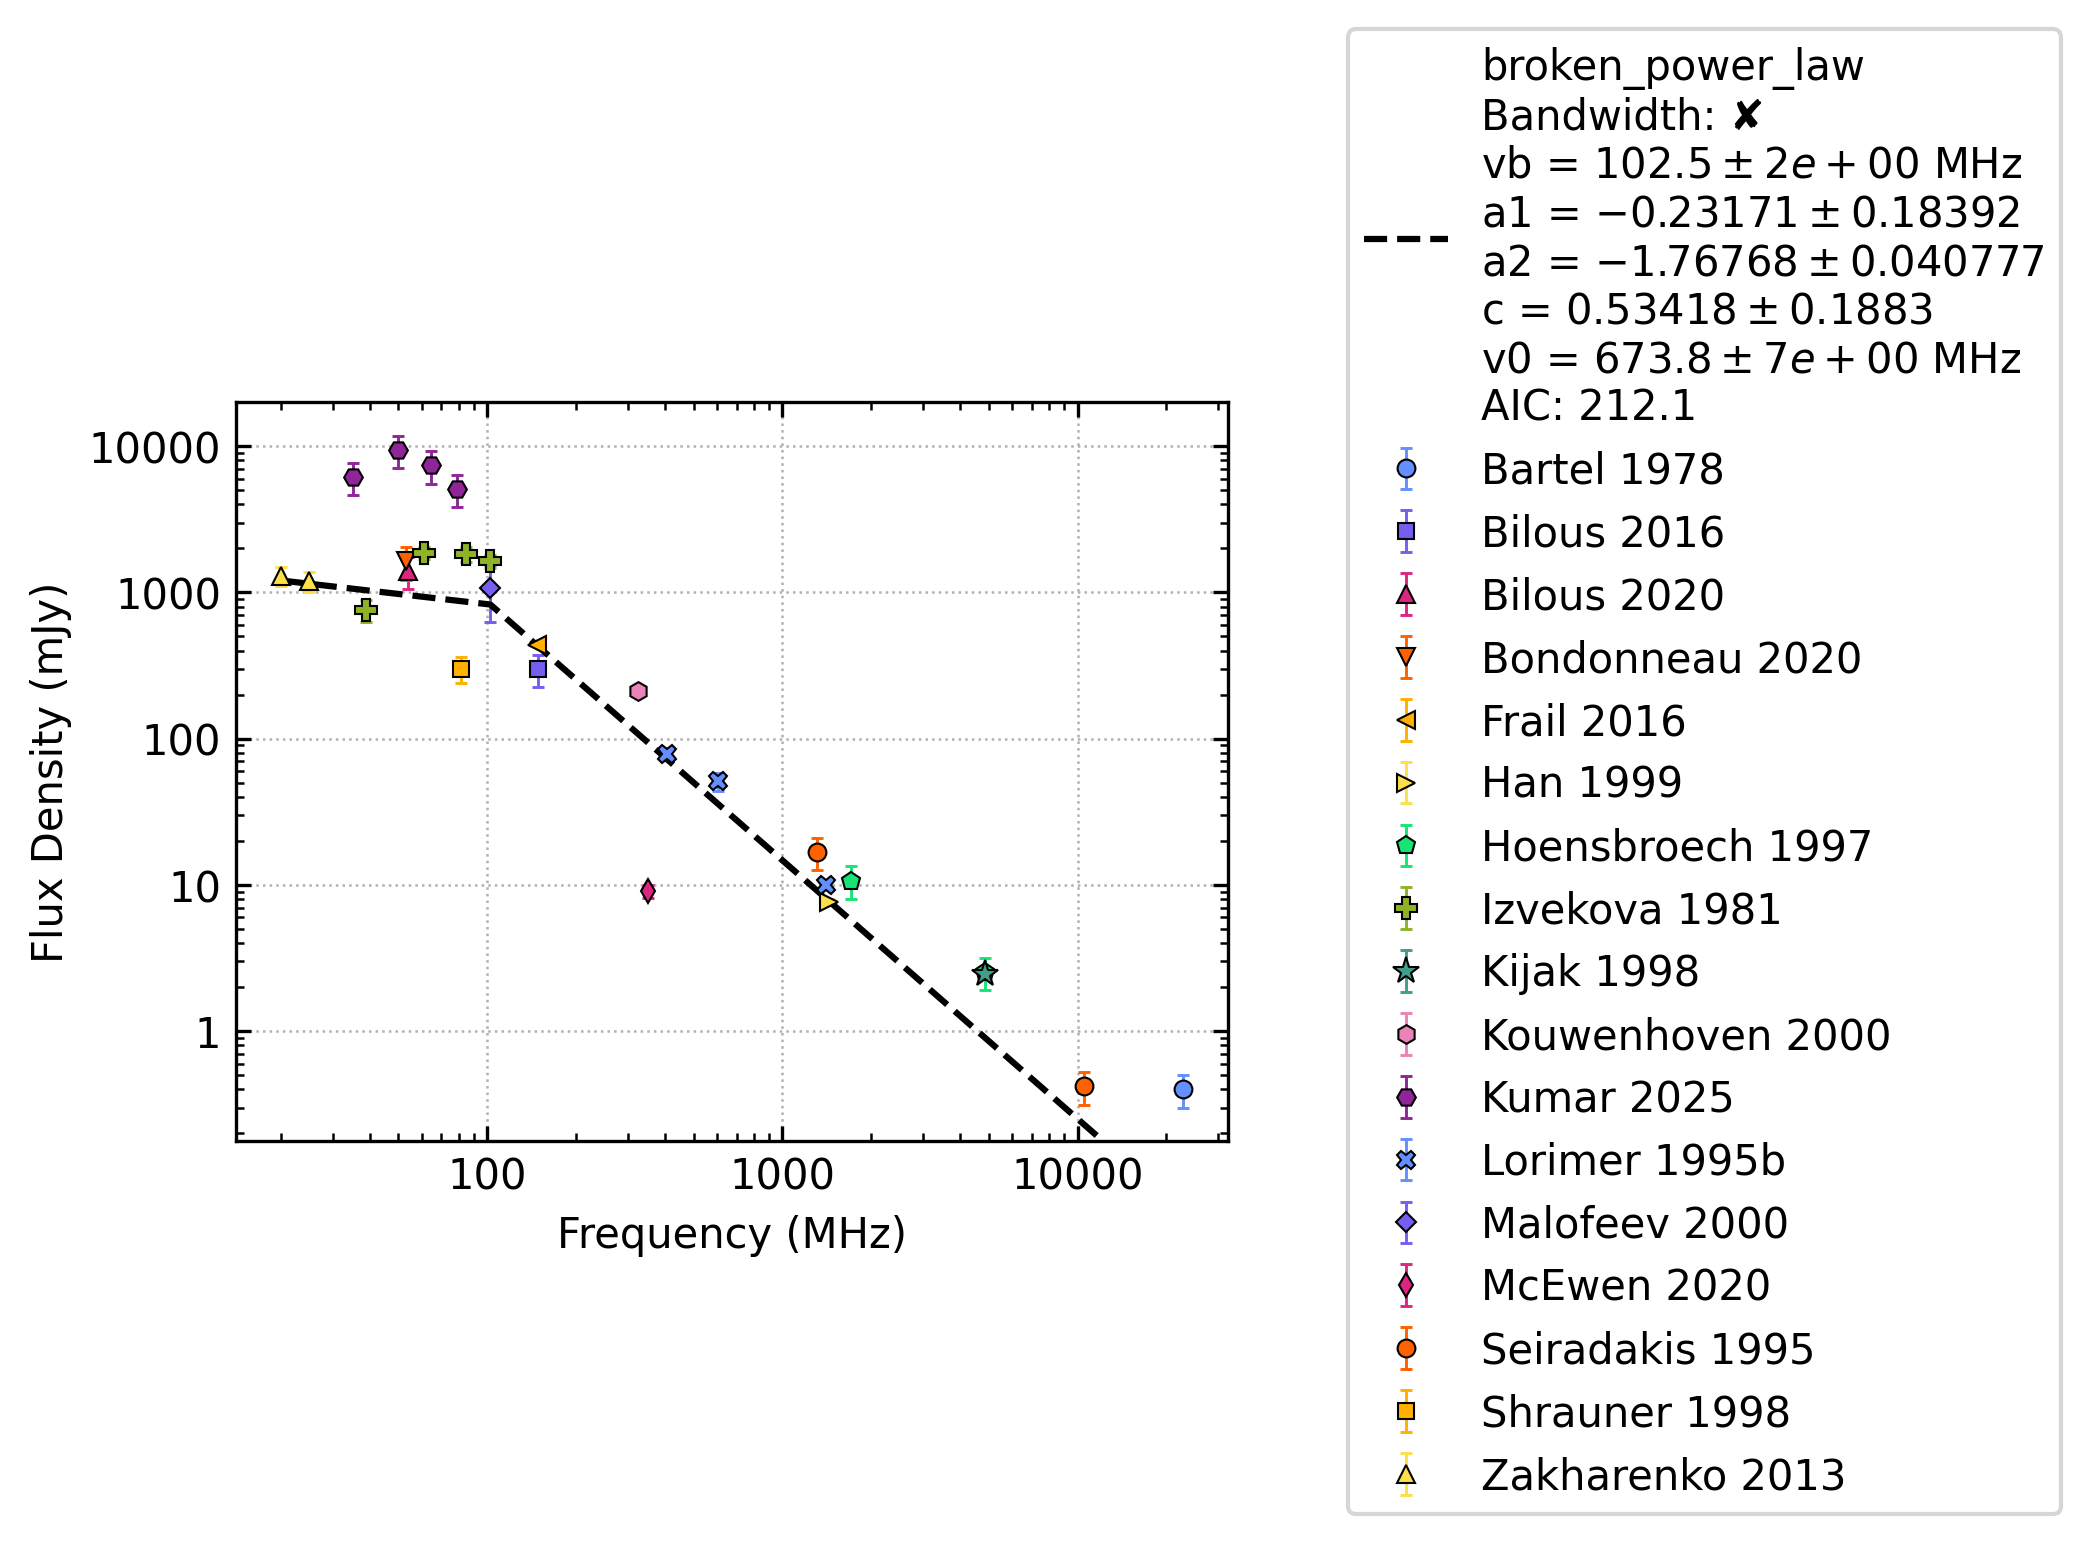 broken_power_law
Bandwidth: ✘
vb = 102.5 ± 2e + 00 MHz
a1 = −0.23171 ± 0.18392
a2 = −1.76768 ± 0.040777
c = 0.53418 ± 0.1883
v0 = 673.8 ± 7e + 00 MHz
AIC: 212.1
Bartel 1978
Bilous 2016
Bilous 2020
Bondonneau 2020
Frail 2016
Han 1999
Hoensbroech 1997
Izvekova 1981
Kijak 1998
Kouwenhoven 2000
Kumar 2025
Lorimer 1995b
Malofeev 2000
McEwen 2020
Seiradakis 1995
Shrauner 1998
Zakharenko 2013
Flux Density (mJy)
10000
1000
100
10
1
100 1000 10000
Frequency (MHz)